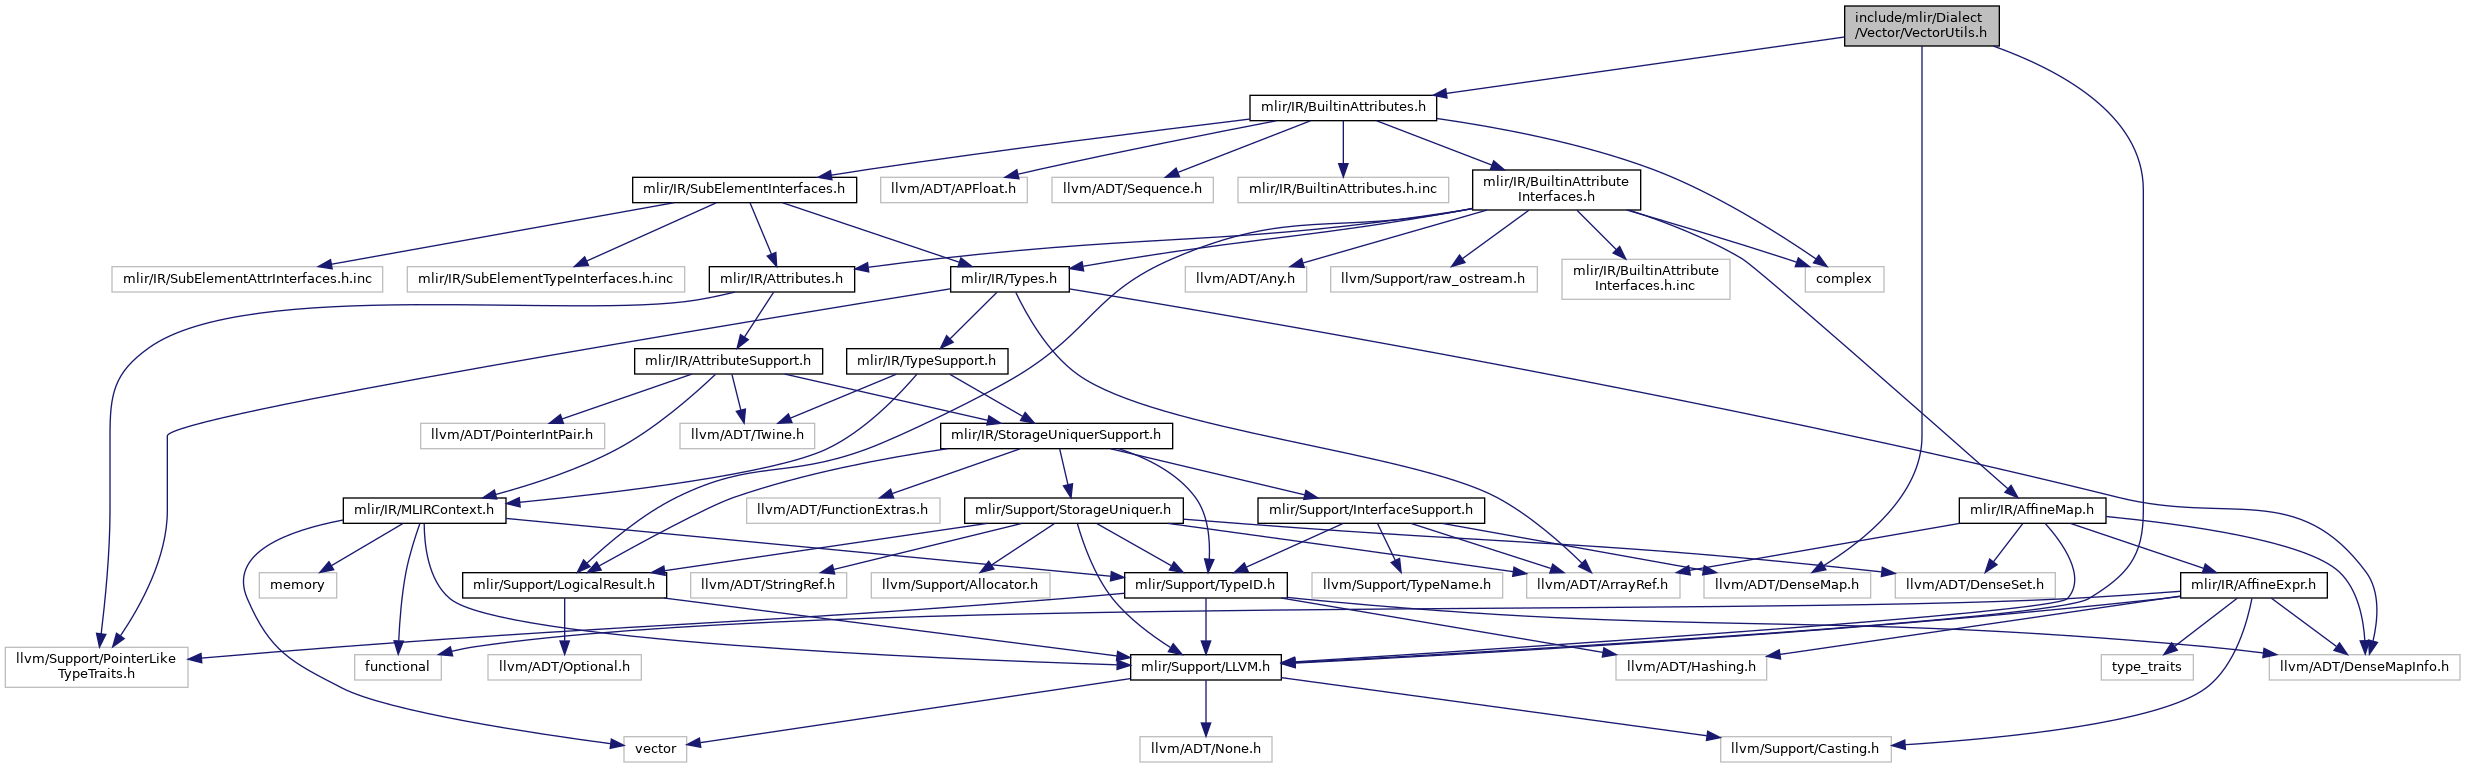 include/mlir/Dialect
/Vector/VectorUtils.h
mlir/IR/BuiltinAttributes.h
mlir/IR/SubElementInterfaces.h
llvm/ADT/APFloat.h
llvm/ADT/Sequence.h
mlir/IR/BuiltinAttributes.h.inc
mlir/IR/BuiltinAttribute
Interfaces.h
mlir/IR/SubElementAttrInterfaces.h.inc
mlir/IR/SubElementTypeInterfaces.h.inc
mlir/IR/Attributes.h
mlir/IR/Types.h
llvm/ADT/Any.h
llvm/Support/raw_ostream.h
mlir/IR/BuiltinAttribute
Interfaces.h.inc
complex
mlir/IR/AttributeSupport.h
mlir/IR/TypeSupport.h
llvm/ADT/PointerIntPair.h
llvm/ADT/Twine.h
mlir/IR/StorageUniquerSupport.h
mlir/IR/MLIRContext.h
llvm/ADT/FunctionExtras.h
mlir/Support/StorageUniquer.h
mlir/Support/InterfaceSupport.h
mlir/IR/AffineMap.h
memory
mlir/Support/LogicalResult.h
llvm/ADT/StringRef.h
llvm/Support/Allocator.h
mlir/Support/TypeID.h
llvm/Support/TypeName.h
llvm/ADT/ArrayRef.h
llvm/ADT/DenseMap.h
llvm/ADT/DenseSet.h
mlir/IR/AffineExpr.h
llvm/Support/PointerLike
TypeTraits.h
functional
llvm/ADT/Optional.h
mlir/Support/LLVM.h
llvm/ADT/Hashing.h
type_traits
llvm/ADT/DenseMapInfo.h
vector
llvm/ADT/None.h
llvm/Support/Casting.h